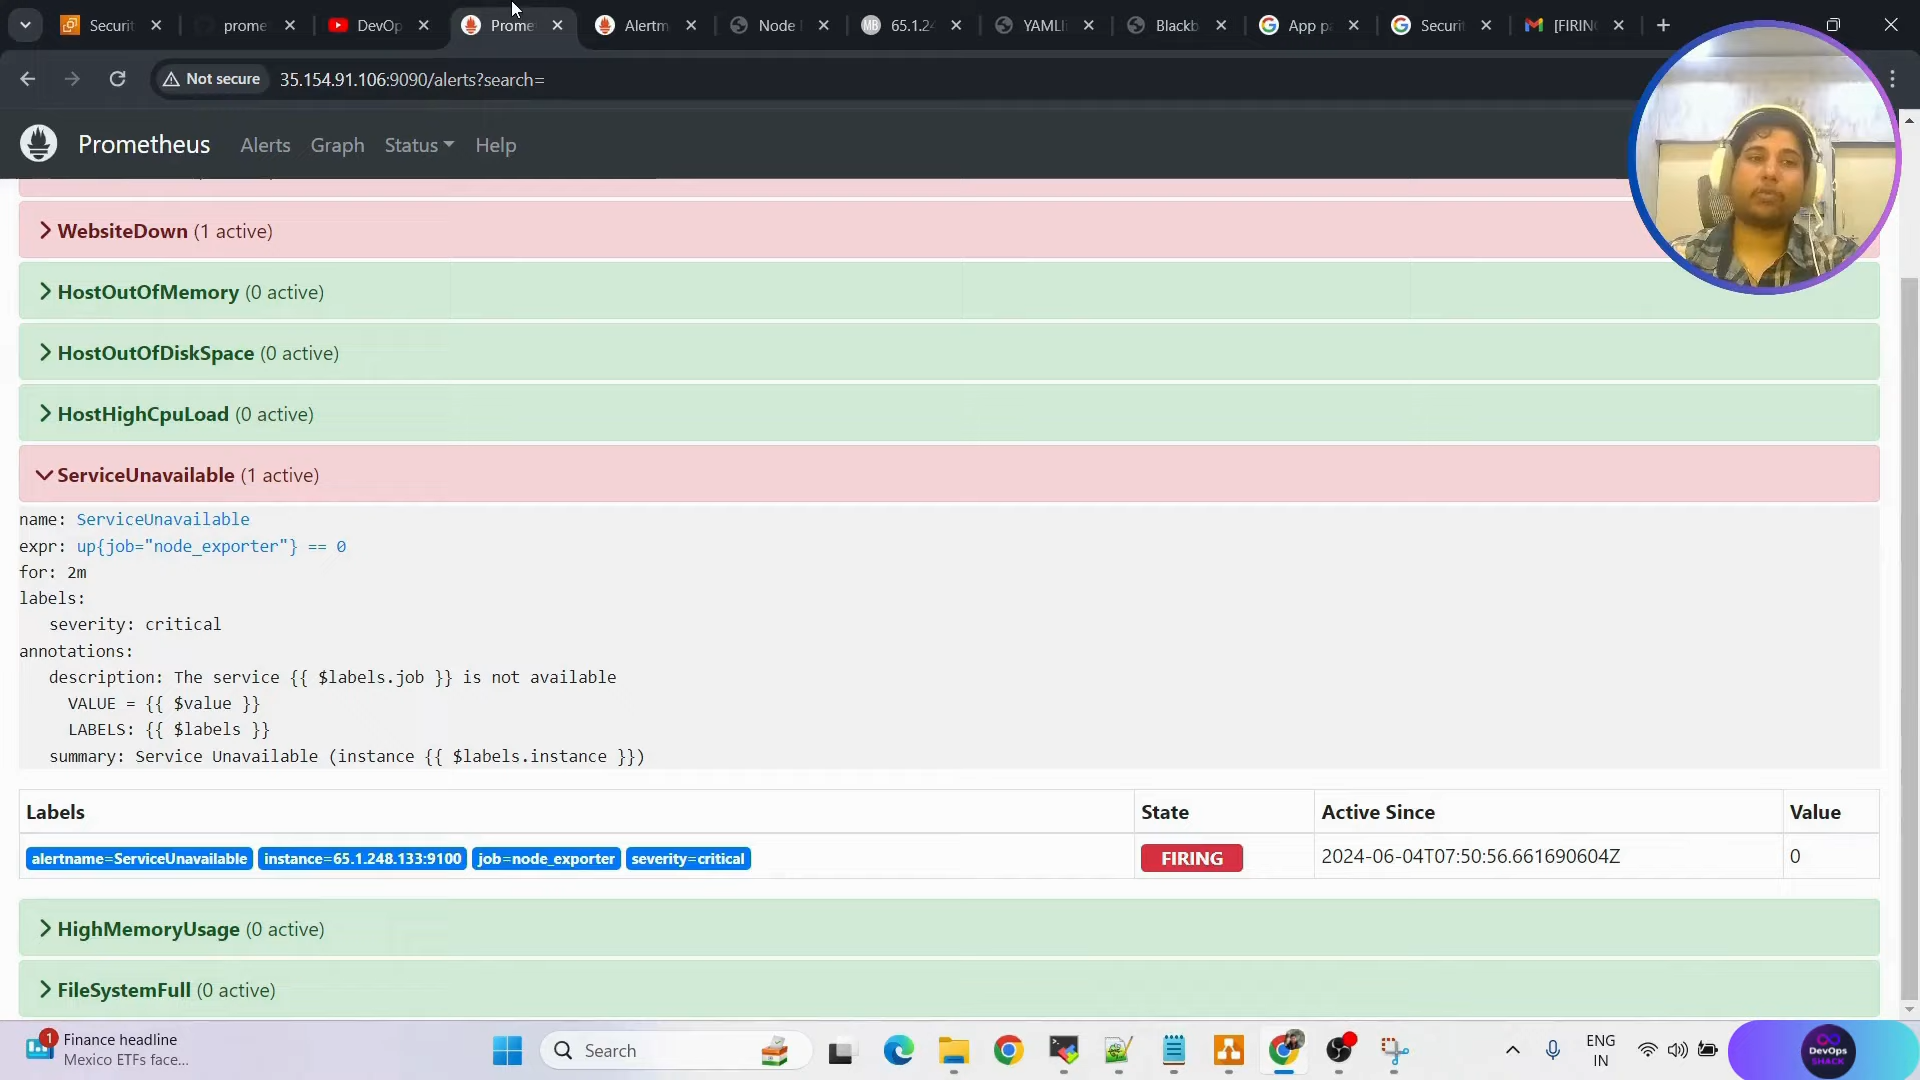 Securit
prome
DevOp
Prome
Alertm
Node
65.1.24
YAMLl
Blackb
App pa
Securit
[FIRING
Not secure
35.154.91.106:9090/alerts?search=
Prometheus
Alerts
Graph
Status
Help
WebsiteDown (1 active)
HostOutOfMemory (0 active)
HostOutOfDiskSpace (0 active)
HostHighCpuLoad (0 active)
ServiceUnavailable (1 active)
name: ServiceUnavailable
expr: up{job="node_exporter"} == 0
for: 2m
labels:
severity: critical
annotations:
description: The service {{ $labels.job }} is not available
VALUE = {{ $value }}
LABELS: {{ $labels }}
summary: Service Unavailable (instance {{ $labels.instance }})
Labels State Active Since Value
alertname=ServiceUnavailable instance=65.1.248.133:9100 job=node_exporter severity=critical FIRING 2024-06-04T07:50:56.661690604Z 0
HighMemoryUsage (0 active)
FileSystemFull (0 active)
1
Finance headline
Mexico ETFs face...
Search
ENG
IN
DevOps
SHACK